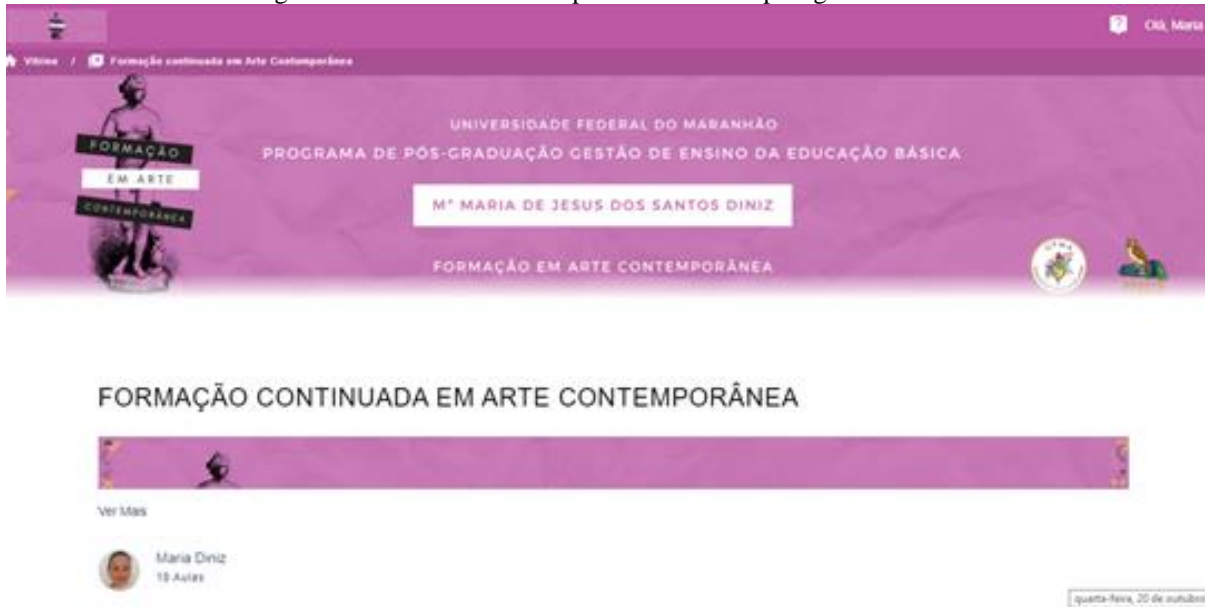 Olá, Maria
Vitrine / Formação continuada em Arte Contemporânea
FORMAÇÃO
EM ARTE
CONTEMPORÂNEA
UNIVERSIDADE FEDERAL DO MARANHÃO
PROGRAMA DE PÓS-GRADUAÇÃO GESTÃO DE ENSINO DA EDUCAÇÃO BÁSICA
Mª MARIA DE JESUS DOS SANTOS DINIZ
FORMAÇÃO EM ARTE CONTEMPORÂNEA
UFMA
FORMAÇÃO CONTINUADA EM ARTE CONTEMPORÂNEA
Ver Mais
Maria Diniz
18 Aulas
quarta-feira, 20 de outubro